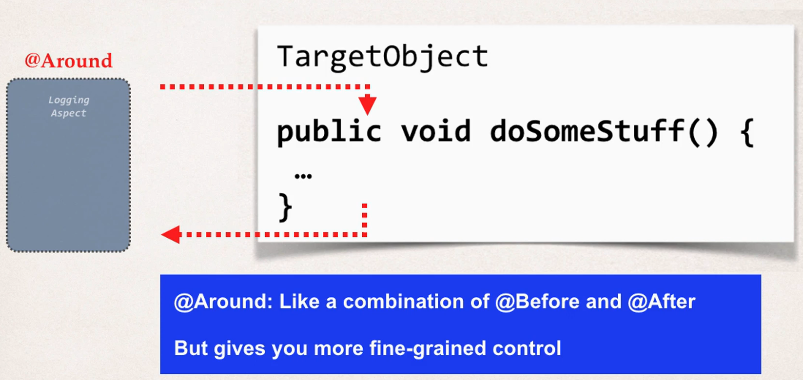 @Around
Logging
Aspect
TargetObject
public void doSomeStuff() {
…
}
@Around: Like a combination of @Before and @After
But gives you more fine-grained control